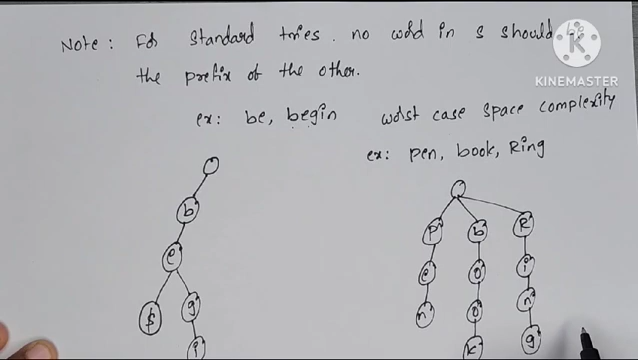 Note: For standard tries. no word in s should be
the prefix of the other.
ex: be, begin
worst case space complexity
ex: pen, book, Ring
b
e
$ g
i
p b R
e o i
n o n
k g
K
KINEMASTER